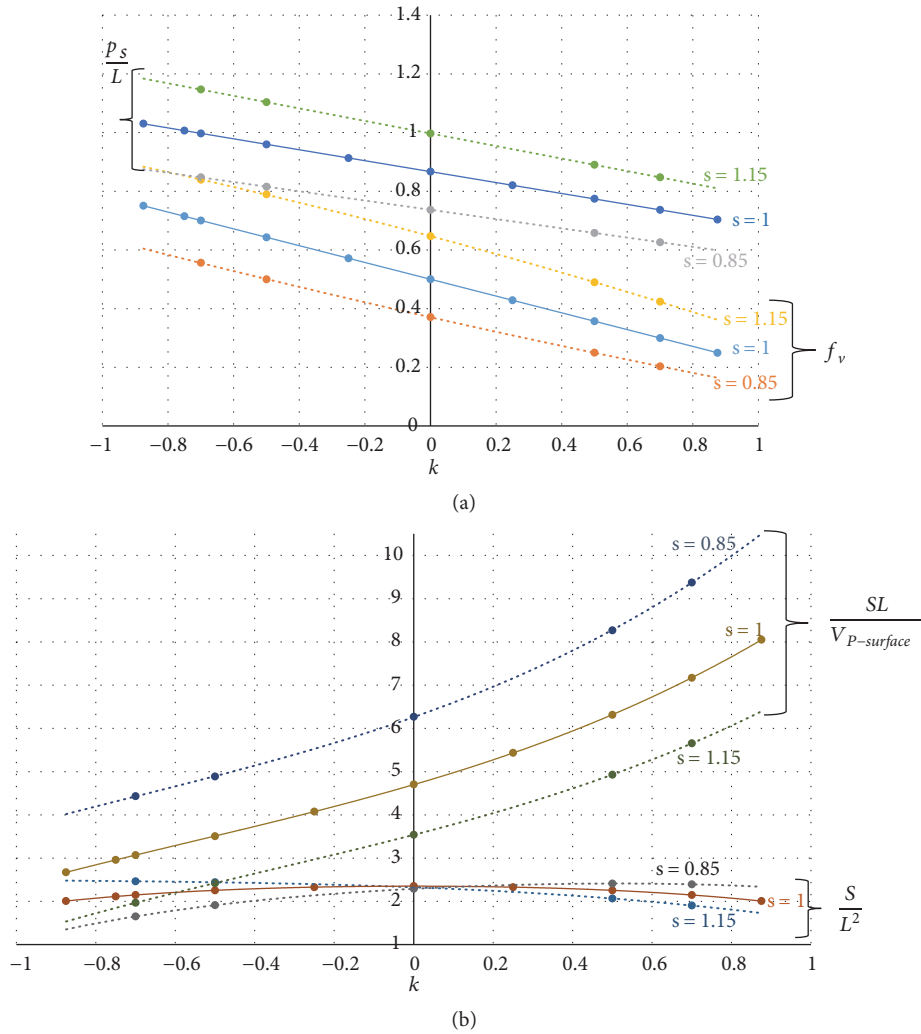 1.4
1.2
1
0.8
0.6
0.4
0.2
0
p_s
L
s = 1.15
s = 1
s = 0.85
s = 1.15
s = 1
s = 0.85
f_v
−1 −0.8 −0.6 −0.4 −0.2 0 0.2 0.4 0.6 0.8 1
k
(a)
10
9
8
7
6
5
4
3
2
1
s = 0.85
s = 1
s = 1.15
SL
V_{P−surface}
s = 0.85
s = 1
s = 1.15
S
L^2
−1 −0.8 −0.6 −0.4 −0.2 0 0.2 0.4 0.6 0.8 1
k
(b)